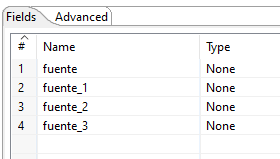 Fields Advanced
# Name Type
1 fuente None
2 fuente_1 None
3 fuente_2 None
4 fuente_3 None